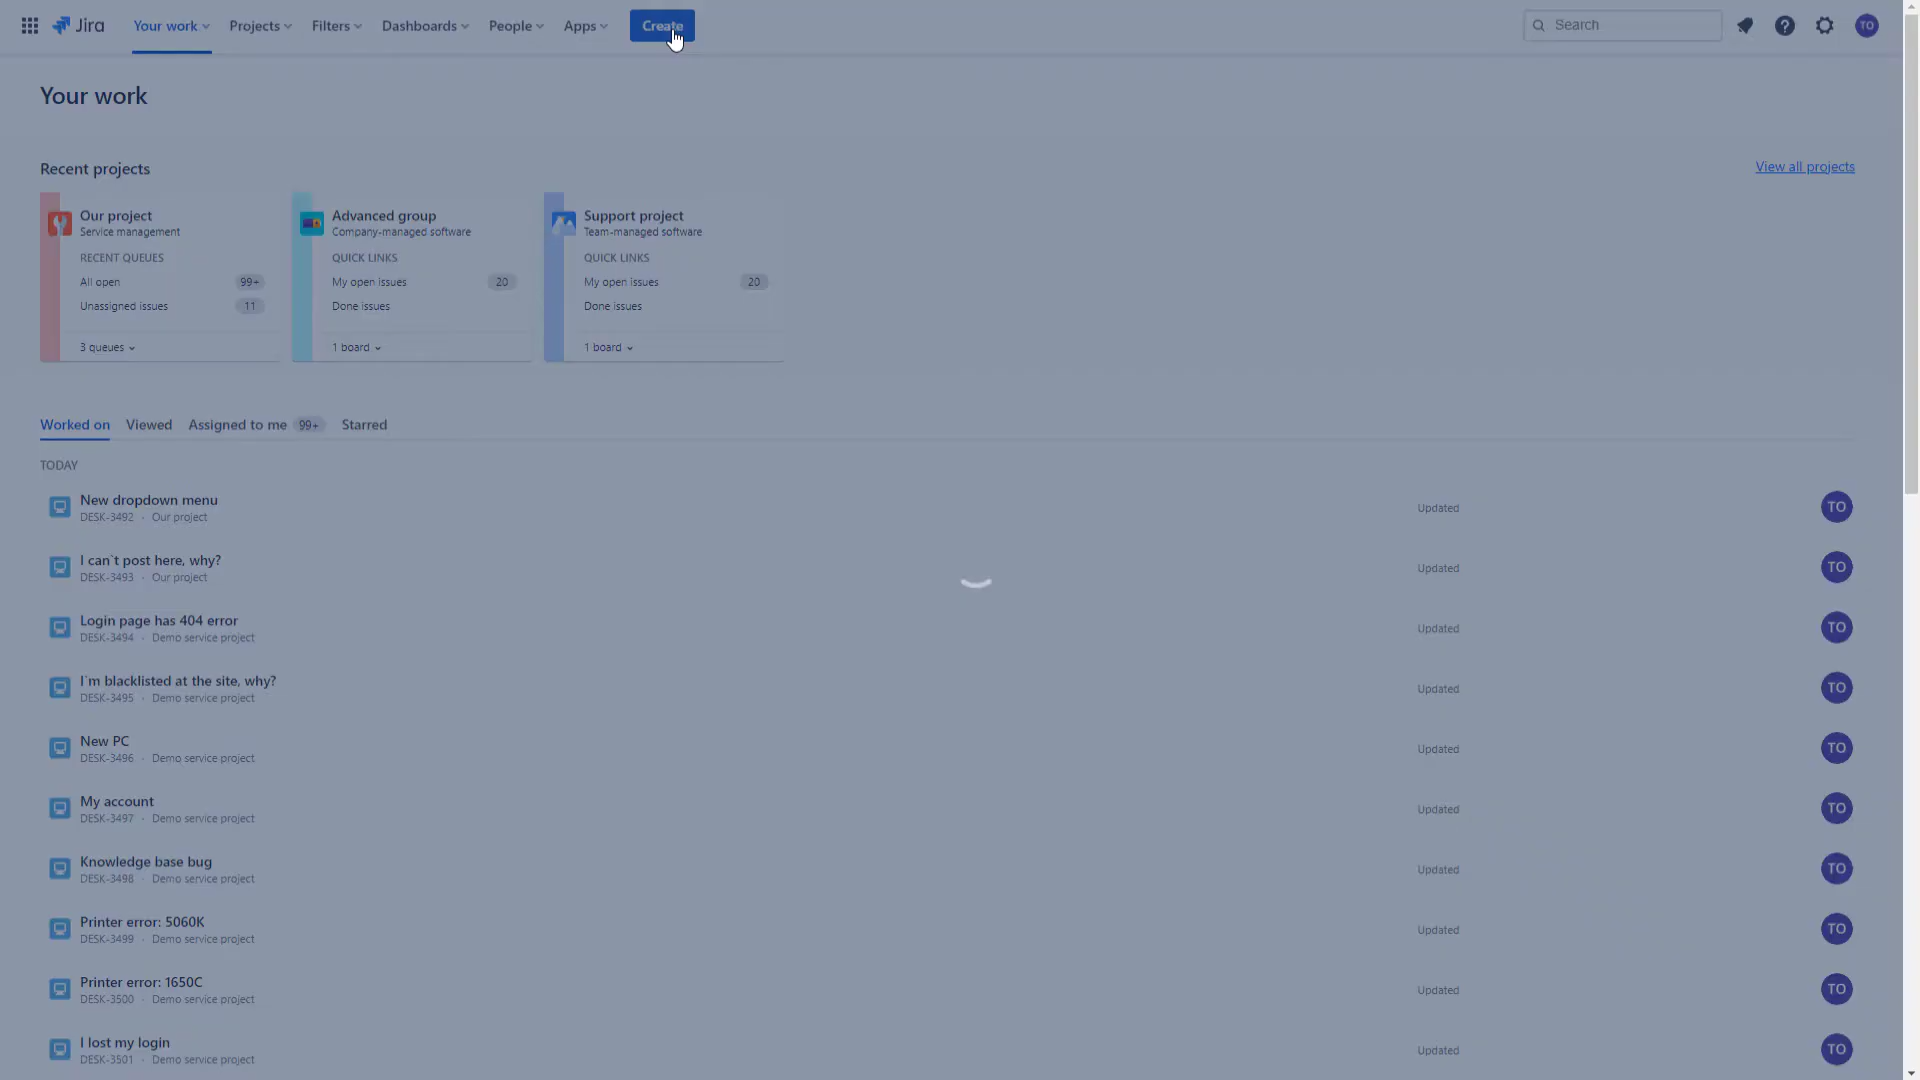 Jira Your work Projects Filters Dashboards People Apps Create Search TO
Your work
Recent projects View all projects
Our project
Service management
RECENT QUEUES
All open 99+
Unassigned issues 11
3 queues
Advanced group
Company-managed software
QUICK LINKS
My open issues 20
Done issues
1 board
Support project
Team-managed software
QUICK LINKS
My open issues 20
Done issues
1 board
Worked on Viewed Assigned to me 99+ Starred
TODAY
New dropdown menu
DESK-3492 · Our project Updated TO
I can`t post here, why?
DESK-3493 · Our project Updated TO
Login page has 404 error
DESK-3494 · Demo service project Updated TO
I`m blacklisted at the site, why?
DESK-3495 · Demo service project Updated TO
New PC
DESK-3496 · Demo service project Updated TO
My account
DESK-3497 · Demo service project Updated TO
Knowledge base bug
DESK-3498 · Demo service project Updated TO
Printer error: 5060K
DESK-3499 · Demo service project Updated TO
Printer error: 1650C
DESK-3500 · Demo service project Updated TO
I lost my login
DESK-3501 · Demo service project Updated TO